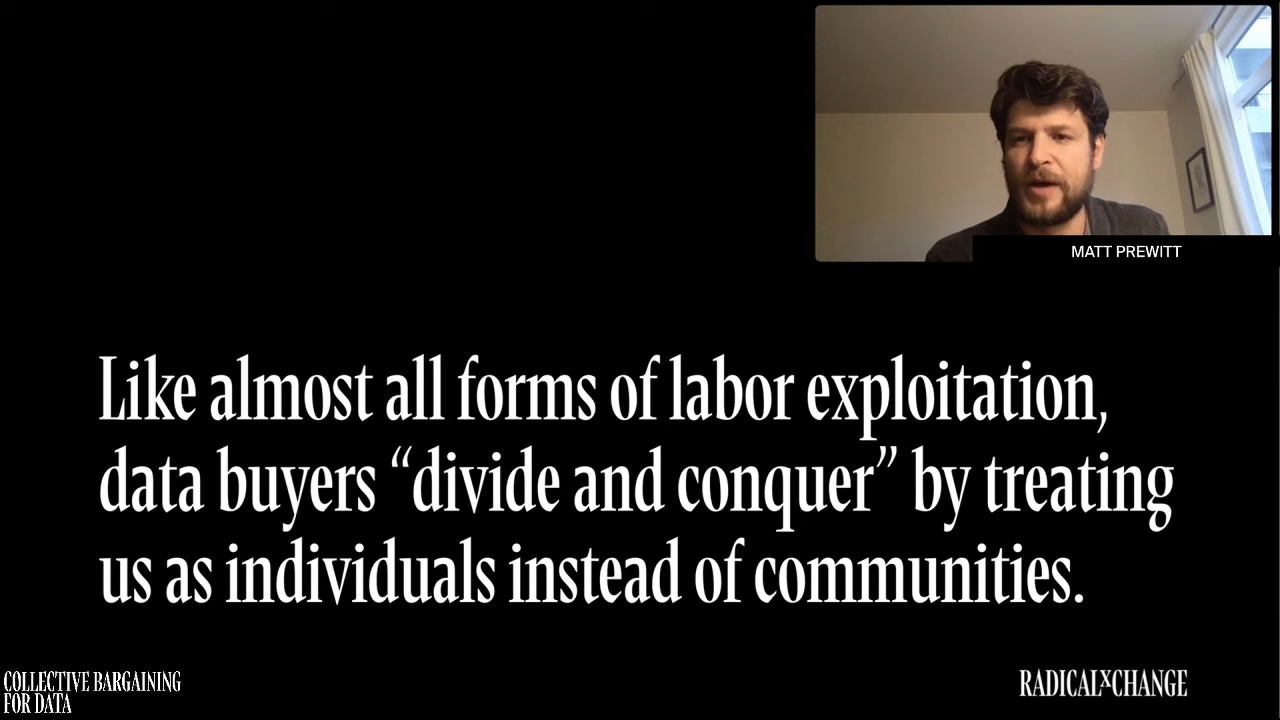 MATT PREWITT
Like almost all forms of labor exploitation,
data buyers “divide and conquer” by treating
us as individuals instead of communities.
COLLECTIVE BARGAINING
FOR DATA
RADICALXCHANGE